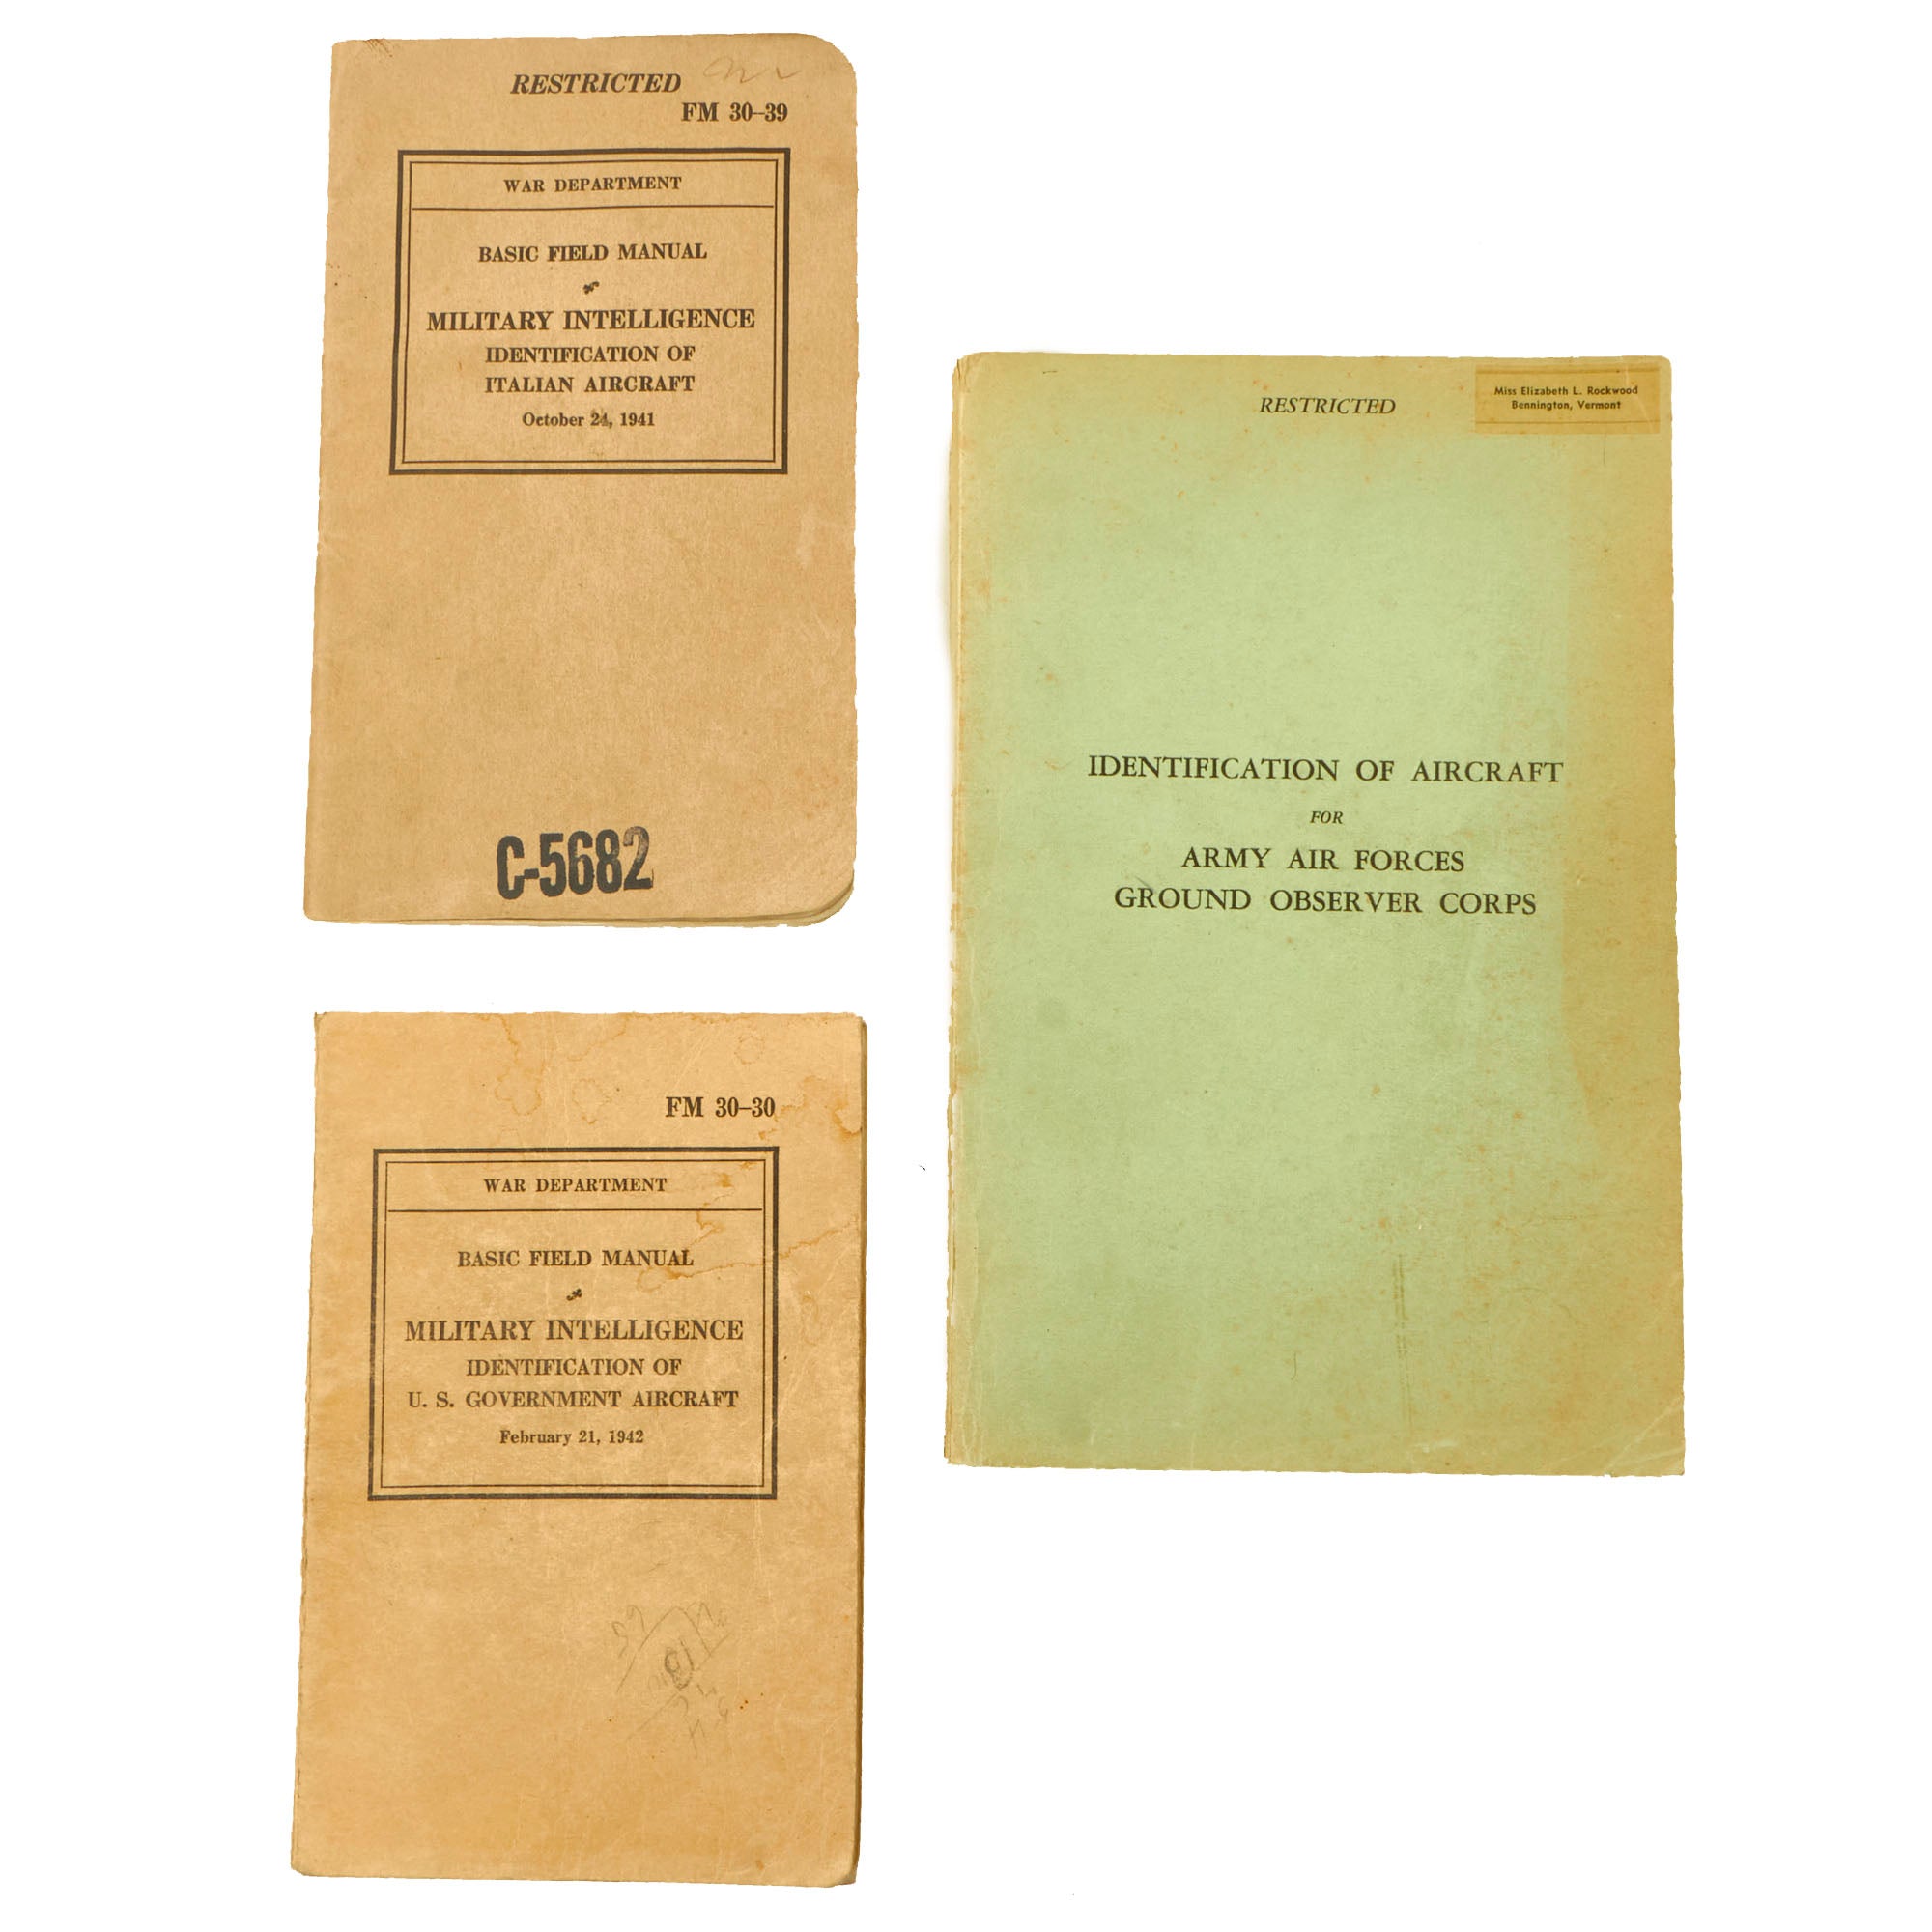 RESTRICTED
FM 30–39
WAR DEPARTMENT
BASIC FIELD MANUAL
MILITARY INTELLIGENCE
IDENTIFICATION OF
ITALIAN AIRCRAFT
October 24, 1941
C-5682
FM 30–30
WAR DEPARTMENT
BASIC FIELD MANUAL
MILITARY INTELLIGENCE
IDENTIFICATION OF
U. S. GOVERNMENT AIRCRAFT
February 21, 1942
Miss Elizabeth L. Rockwood
Bennington, Vermont
RESTRICTED
IDENTIFICATION OF AIRCRAFT
FOR
ARMY AIR FORCES
GROUND OBSERVER CORPS